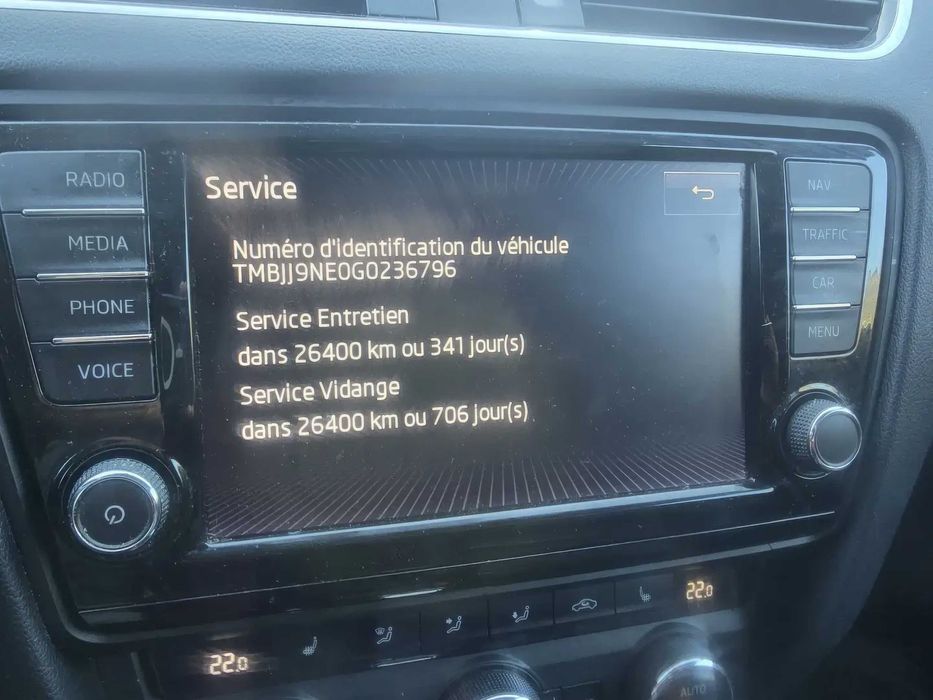 RADIO
MEDIA
PHONE
VOICE
Service
Numéro d'identification du véhicule
TMBJJ9NE0G0236796
Service Entretien
dans 26400 km ou 341 jour(s)
Service Vidange
dans 26400 km ou 706 jour(s)
NAV
TRAFFIC
CAR
MENU
22.0
22.0
AUTO